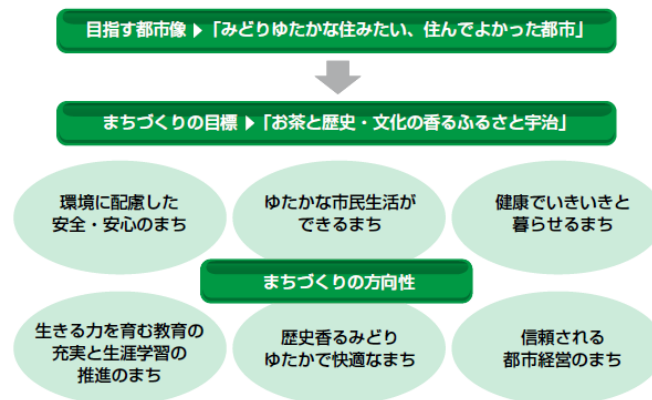 目指す都市像▶「みどりゆたかな住みたい、住んでよかった都市」
まちづくりの目標▶「お茶と歴史・文化の香るふるさと宇治」
環境に配慮した
安全・安心のまち
ゆたかな市民生活が
できるまち
健康でいきいきと
暮らせるまち
まちづくりの方向性
生きる力を育む教育の
充実と生涯学習の
推進のまち
歴史香るみどり
ゆたかで快適なまち
信頼される
都市経営のまち